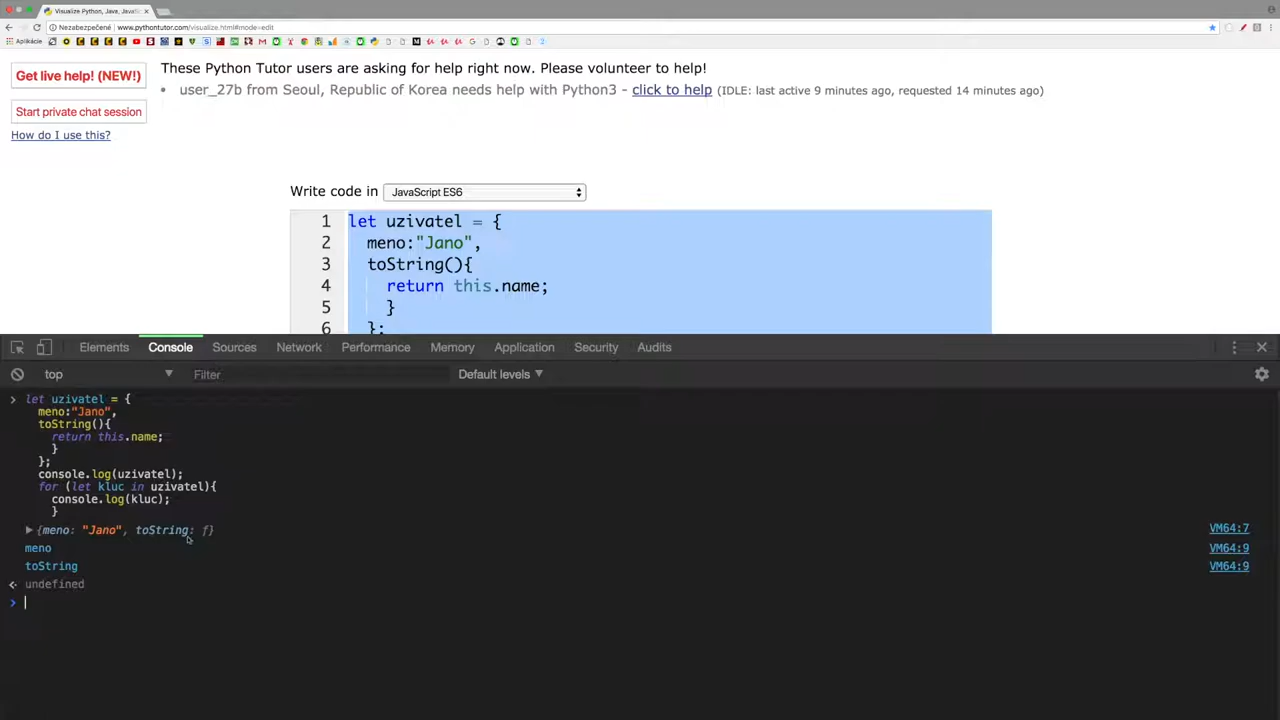 Visualize Python, Java, JavaSc
Nezabezpečené
www.pythontutor.com/visualize.html#mode=edit
Aplikácie
Get live help! (NEW!)
These Python Tutor users are asking for help right now. Please volunteer to help!
• user_27b from Seoul, Republic of Korea needs help with Python3 - click to help (IDLE: last active 9 minutes ago, requested 14 minutes ago)
Start private chat session
How do I use this?
Write code in JavaScript ES6
1 let uzivatel = {
2 meno:"Jano",
3 toString(){
4 return this.name;
5 }
6 };
Elements Console Sources Network Performance Memory Application Security Audits
top Filter Default levels
> let uzivatel = {
meno:"Jano",
toString(){
return this.name;
}
};
console.log(uzivatel);
for (let kluc in uzivatel){
console.log(kluc);
}
{meno: "Jano", toString: ƒ} VM64:7
meno VM64:9
toString VM64:9
undefined
>